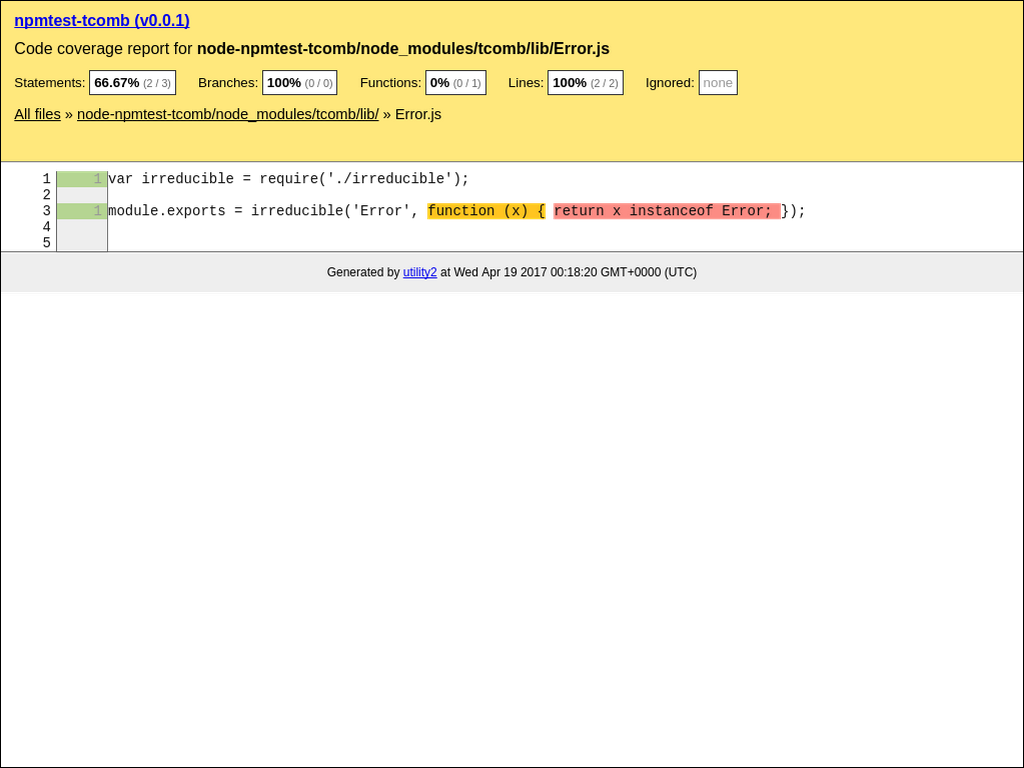 npmtest-tcomb (v0.0.1)
Code coverage report for node-npmtest-tcomb/node_modules/tcomb/lib/Error.js
Statements: 66.67% (2 / 3) Branches: 100% (0 / 0) Functions: 0% (0 / 1) Lines: 100% (2 / 2) Ignored: none
All files » node-npmtest-tcomb/node_modules/tcomb/lib/ » Error.js
1 1 var irreducible = require('./irreducible');
2
3 1 module.exports = irreducible('Error', function (x) { return x instanceof Error; });
4
5
Generated by utility2 at Wed Apr 19 2017 00:18:20 GMT+0000 (UTC)